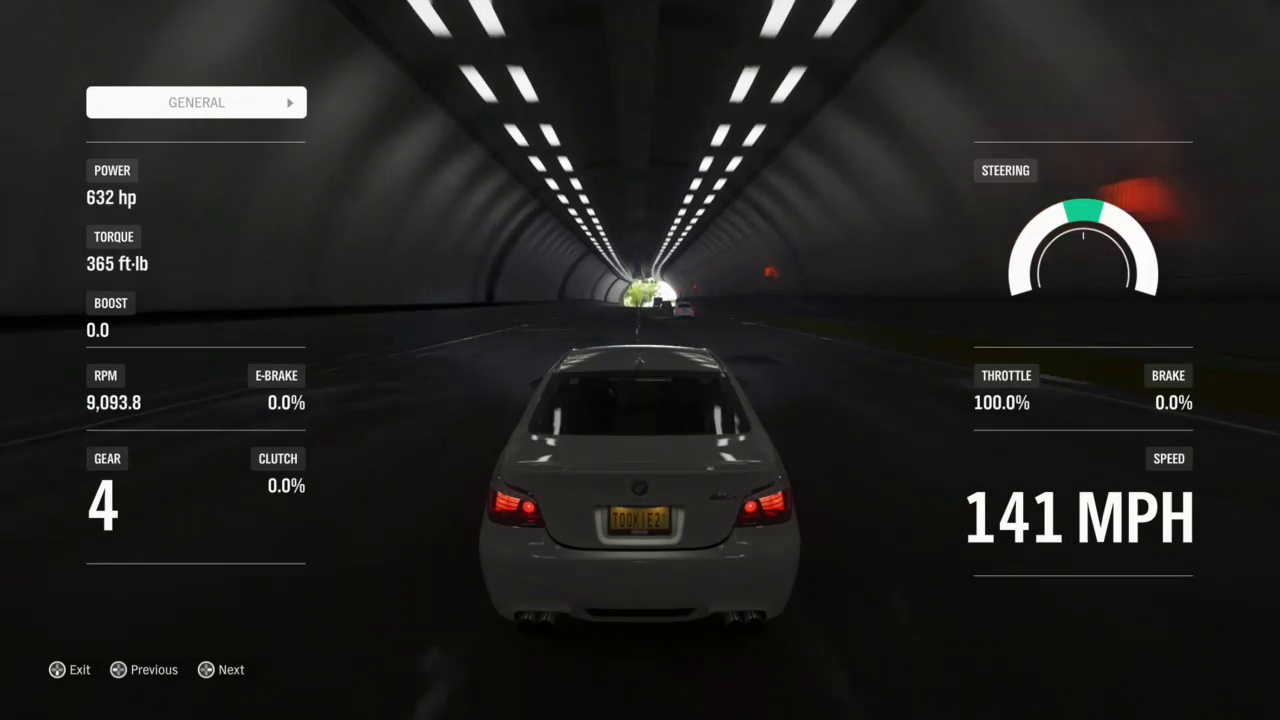 GENERAL
POWER
632 hp
TORQUE
365 ft·lb
BOOST
0.0
RPM
E-BRAKE
9,093.8
0.0%
GEAR
CLUTCH
4
0.0%
STEERING
THROTTLE
BRAKE
100.0%
0.0%
SPEED
141 MPH
TOOKIE2
Exit
Previous
Next